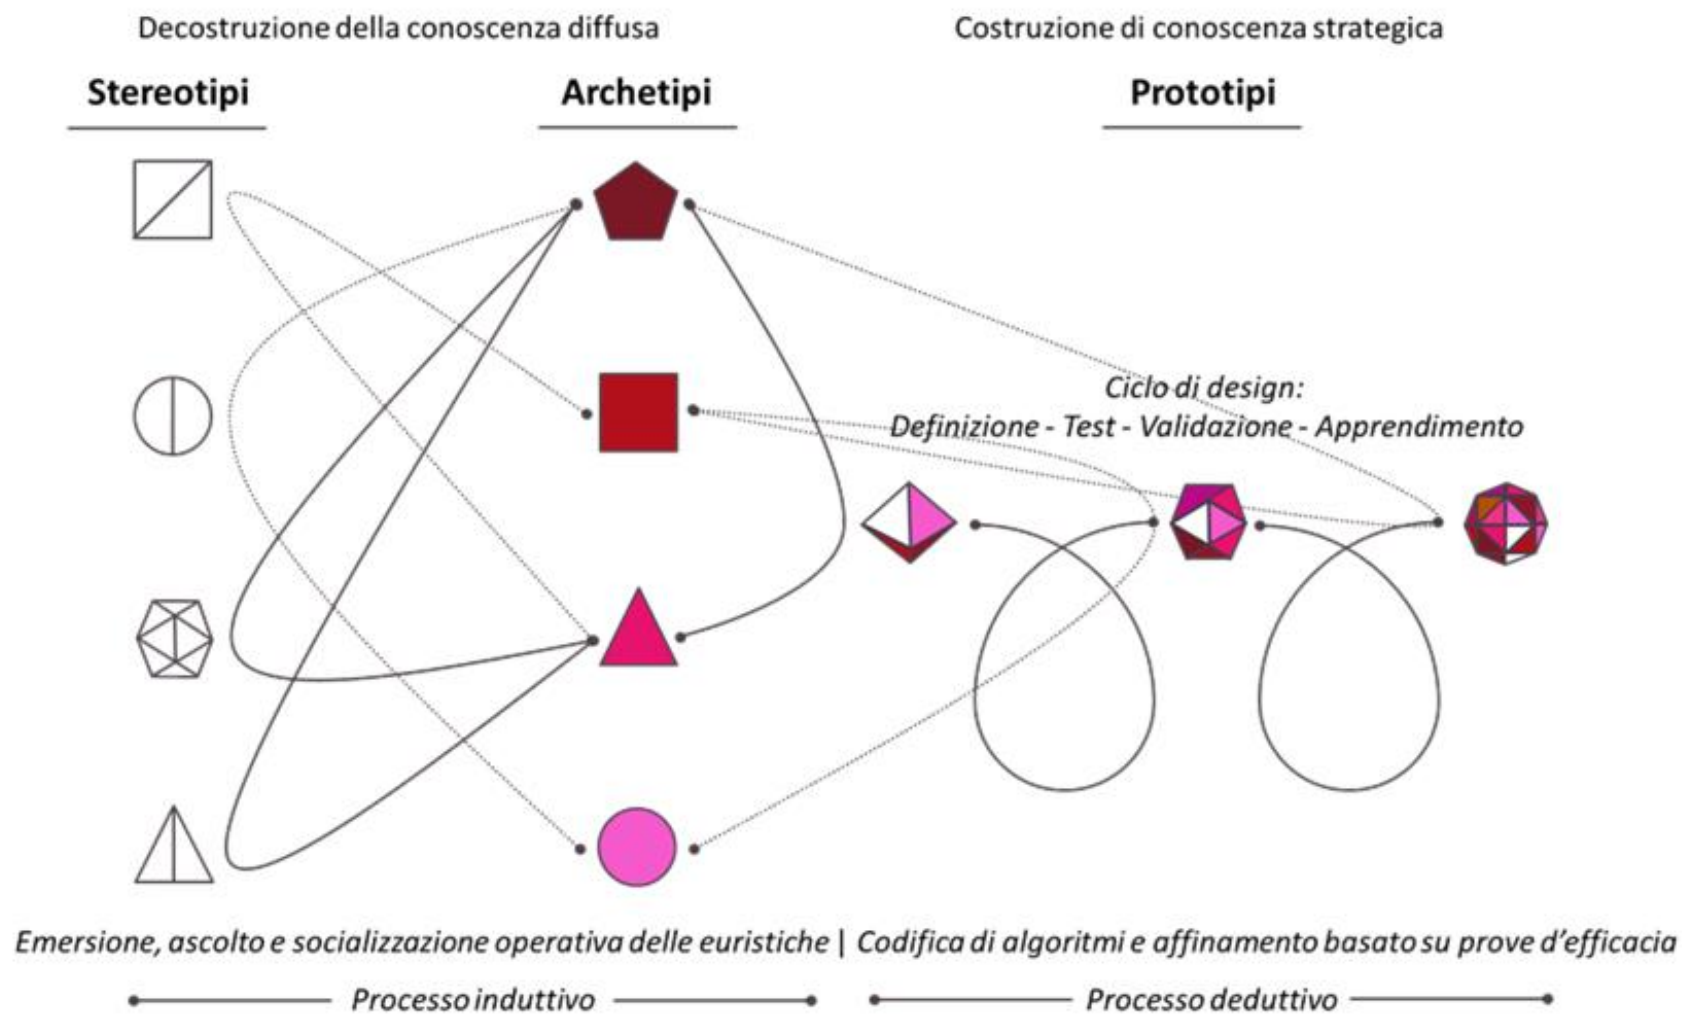 Decostruzione della conoscenza diffusa
Costruzione di conoscenza strategica
Stereotipi
Archetipi
Prototipi
Ciclo di design:
Definizione - Test - Validazione - Apprendimento
Emersione, ascolto e socializzazione operativa delle euristiche | Codifica di algoritmi e affinamento basato su prove d'efficacia
Processo induttivo
Processo deduttivo